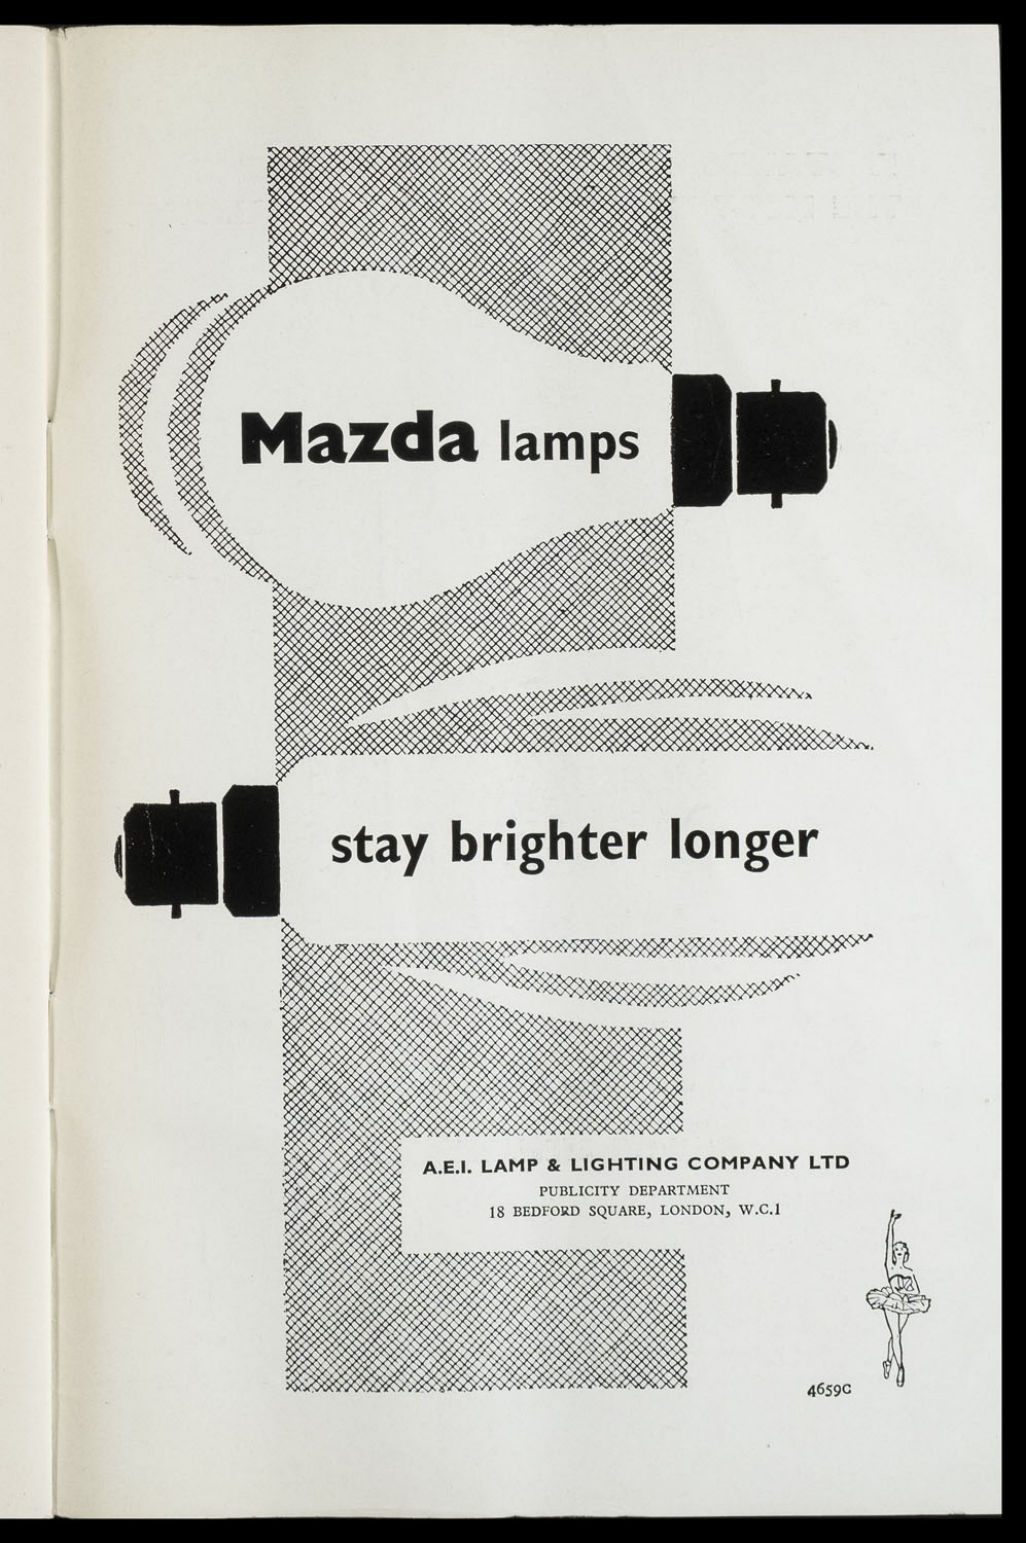 Mazda lamps
stay brighter longer
A.E.I. LAMP & LIGHTING COMPANY LTD
PUBLICITY DEPARTMENT
18 BEDFORD SQUARE, LONDON, W.C.1
4659C